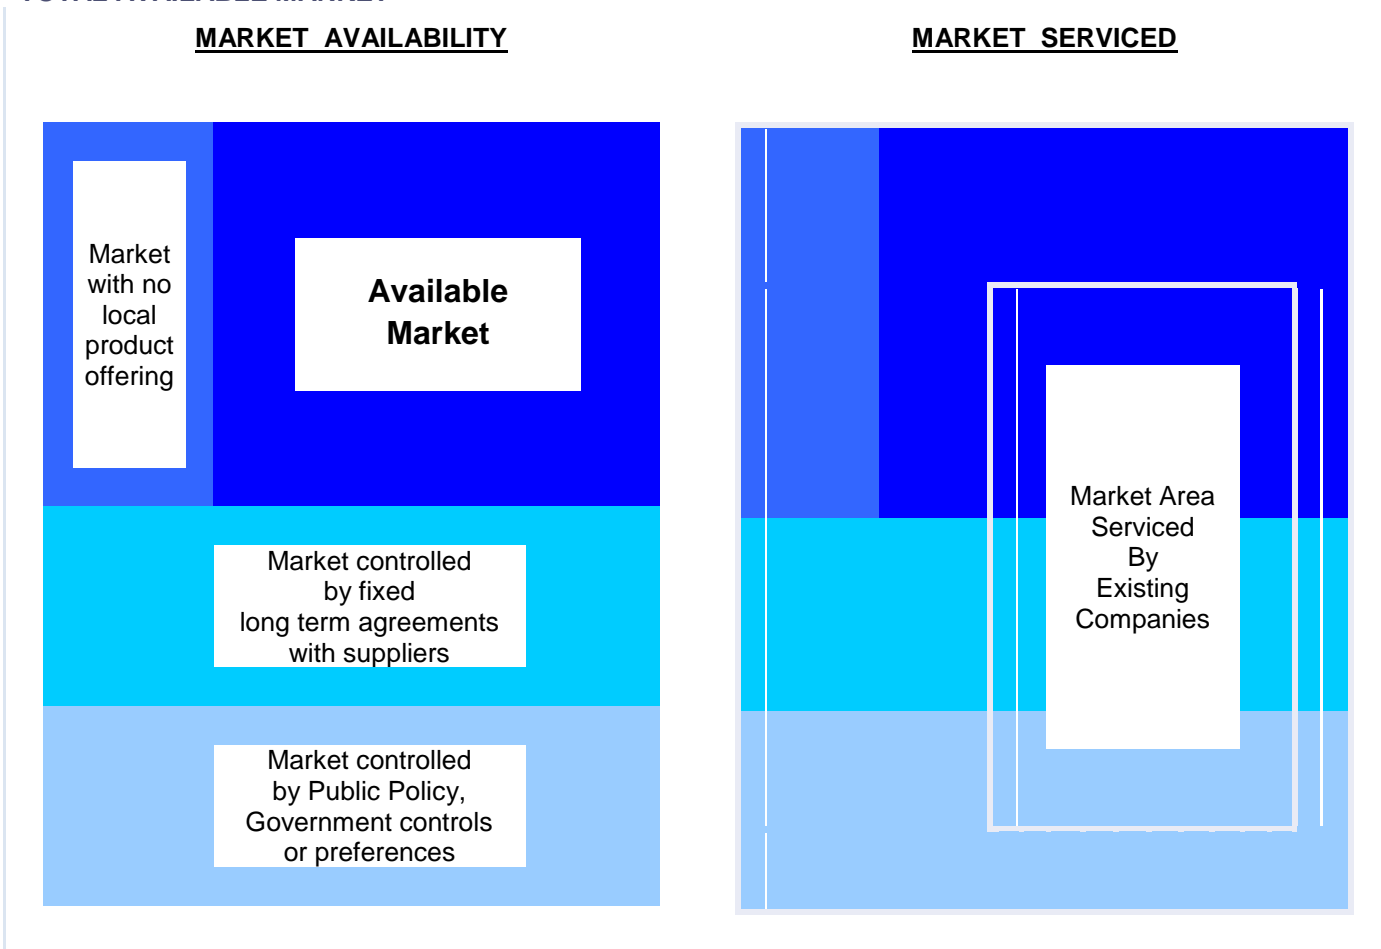 MARKET AVAILABILITY
MARKET SERVICED
Market
with no
local
product
offering
Available
Market
Market controlled
by fixed
long term agreements
with suppliers
Market controlled
by Public Policy,
Government controls
or preferences
Market Area
Serviced
By
Existing
Companies